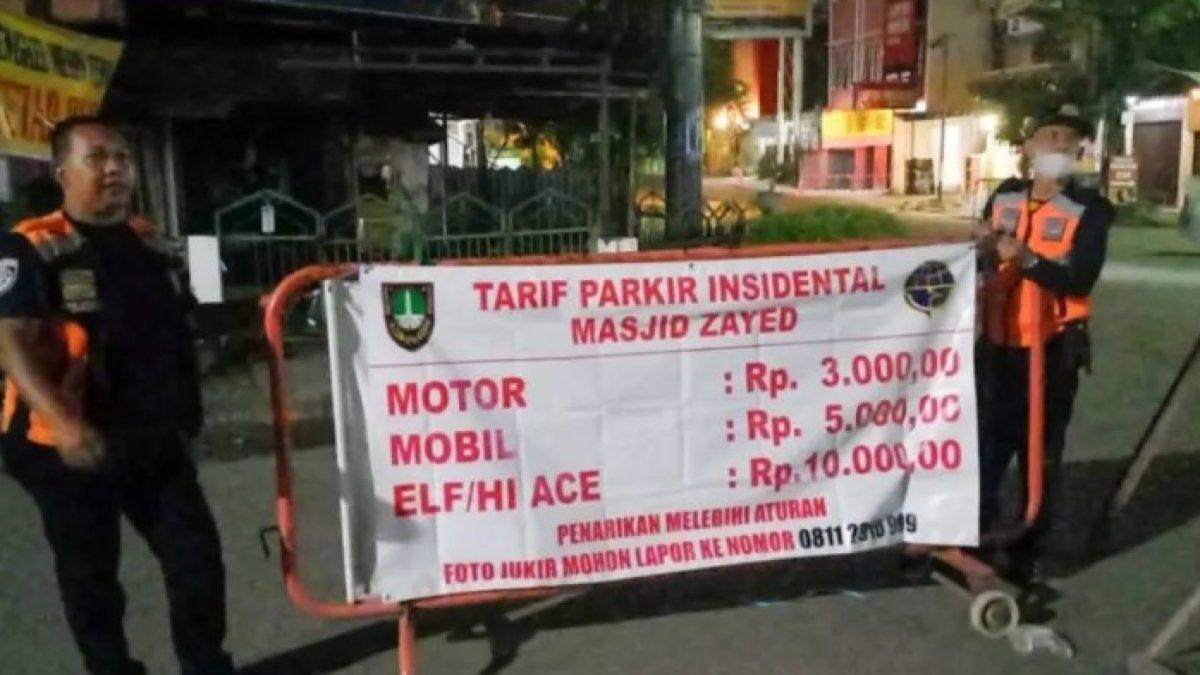 TARIF PARKIR INSIDENTAL
MASJID ZAYED
MOTOR : Rp. 3.000,00
MOBIL : Rp. 5.000,00
ELF/HI ACE : Rp.10.000,00
PENARIKAN MELEBIHI ATURAN
FOTO JUKIR MOHON LAPOR KE NOMOR 0811